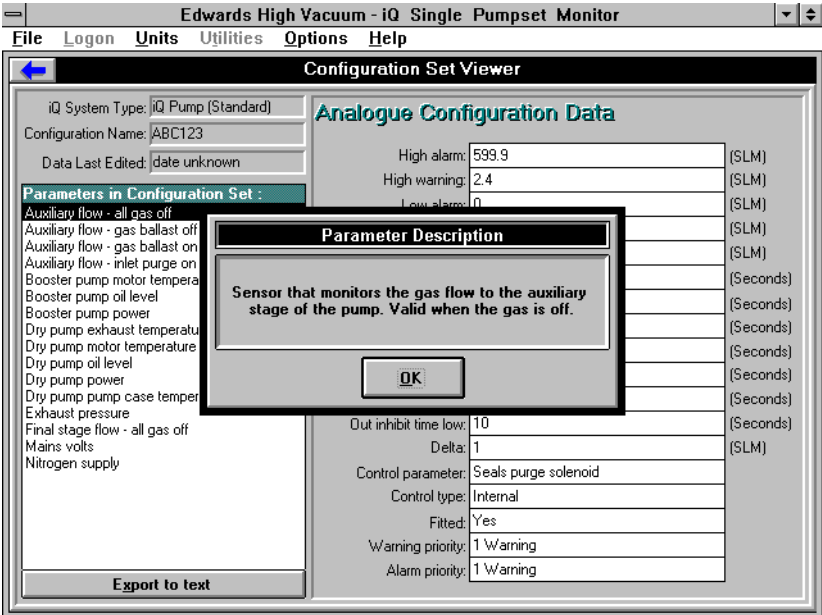 Edwards High Vacuum - iQ Single Pumpset Monitor
File Logon Units Utilities Options Help
Configuration Set Viewer
iQ System Type: iQ Pump (Standard)
Configuration Name: ABC123
Data Last Edited: date unknown
Parameters in Configuration Set :
Auxiliary flow - all gas off
Auxiliary flow - gas ballast off
Auxiliary flow - gas ballast on
Auxiliary flow - inlet purge on
Booster pump motor tempera
Booster pump oil level
Booster pump power
Dry pump exhaust temperatu
Dry pump motor temperature
Dry pump oil level
Dry pump power
Dry pump pump case temper
Exhaust pressure
Final stage flow - all gas off
Mains volts
Nitrogen supply
Export to text
Analogue Configuration Data
High alarm: 599.9 (SLM)
High warning: 2.4 (SLM)
Low alarm: 0 (SLM)
(SLM)
(SLM)
(Seconds)
(Seconds)
(Seconds)
(Seconds)
(Seconds)
(Seconds)
Out inhibit time low: 10 (Seconds)
Delta: 1 (SLM)
Control parameter: Seals purge solenoid
Control type: Internal
Fitted: Yes
Warning priority: 1 Warning
Alarm priority: 1 Warning
Parameter Description
Sensor that monitors the gas flow to the auxiliary
stage of the pump. Valid when the gas is off.
OK